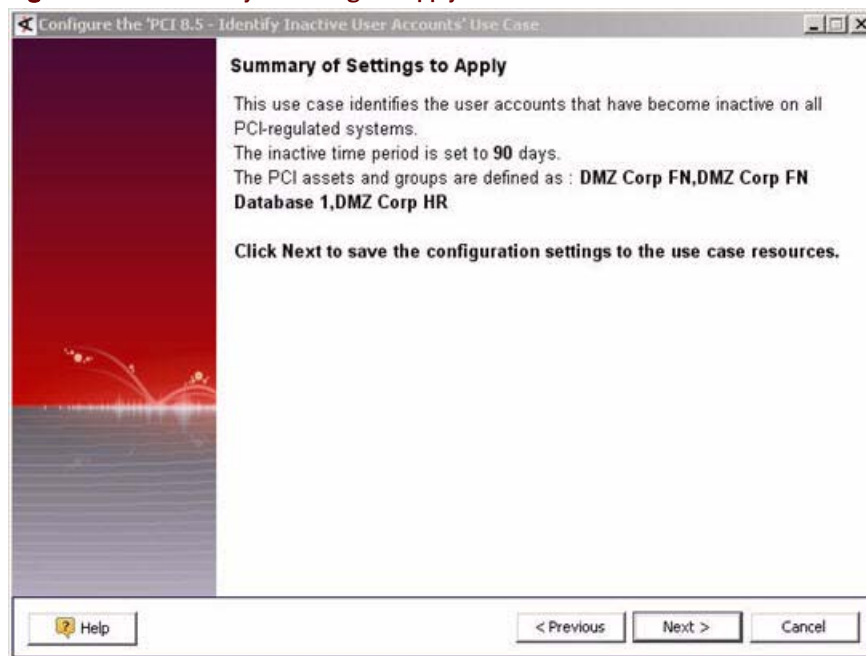 Configure the 'PCI 8.5 - Identify Inactive User Accounts' Use Case
Summary of Settings to Apply
This use case identifies the user accounts that have become inactive on all
PCI-regulated systems.
The inactive time period is set to 90 days.
The PCI assets and groups are defined as : DMZ Corp FN,DMZ Corp FN
Database 1,DMZ Corp HR
Click Next to save the configuration settings to the use case resources.
Help
< Previous
Next >
Cancel